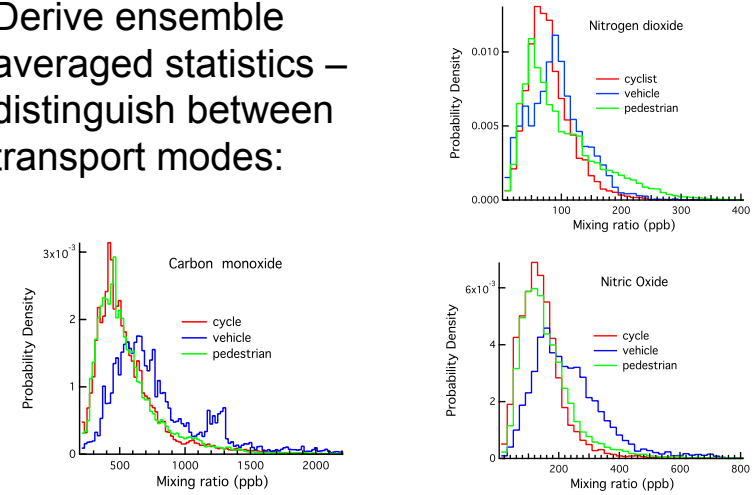 Derive ensemble
averaged statistics –
distinguish between
transport modes:
Nitrogen dioxide
cyclist
vehicle
pedestrian
Probability Density
0.010
0.005
0.000
100 200 300 400
Mixing ratio (ppb)
Carbon monoxide
cycle
vehicle
pedestrian
Probability Density
3x10⁻³
2
1
0
500 1000 1500 2000
Mixing ratio (ppb)
Nitric Oxide
cycle
vehicle
pedestrian
Probability Density
6x10⁻³
4
2
0
200 400 600 800
Mixing ratio (ppb)